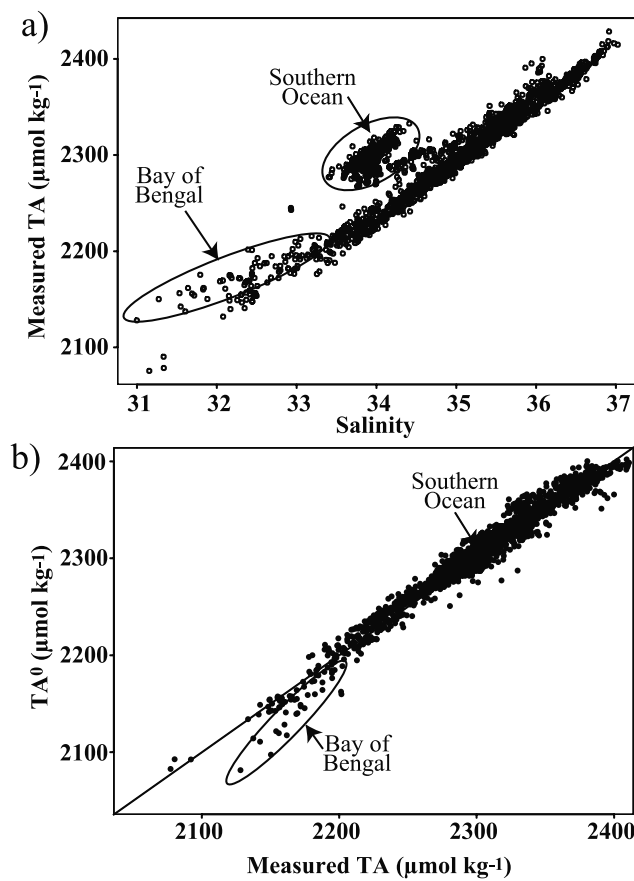 a)
2400
2300
2200
2100
Measured TA (µmol kg-1)
Southern
Ocean
Bay of
Bengal
31 32 33 34 35 36 37
Salinity
b)
2400
2300
2200
2100
TA⁰ (µmol kg-1)
Southern
Ocean
Bay of
Bengal
2100 2200 2300 2400
Measured TA (µmol kg-1)